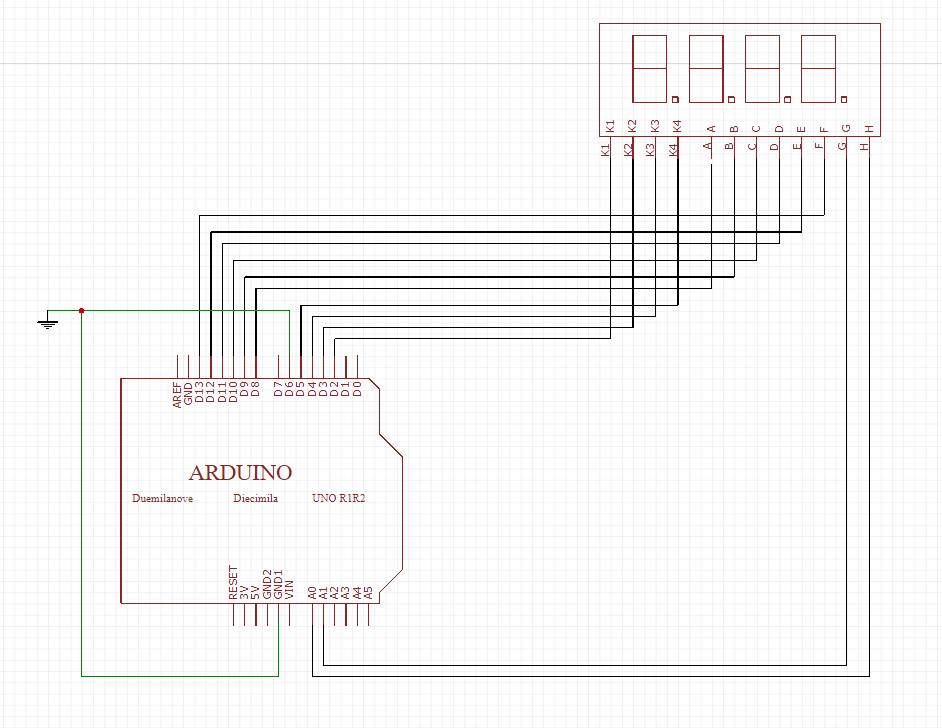 K1 K2 K3 K4 A B C D E F G H
K1 K2 K3 K4 A B C D E F G H
AREF GND D13 D12 D11 D10 D9 D8 D7 D6 D5 D4 D3 D2 D1 D0
ARDUINO
Duemilanove Diecimila UNO R1R2
RESET 3V 5V GND2 GND1 VIN A0 A1 A2 A3 A4 A5